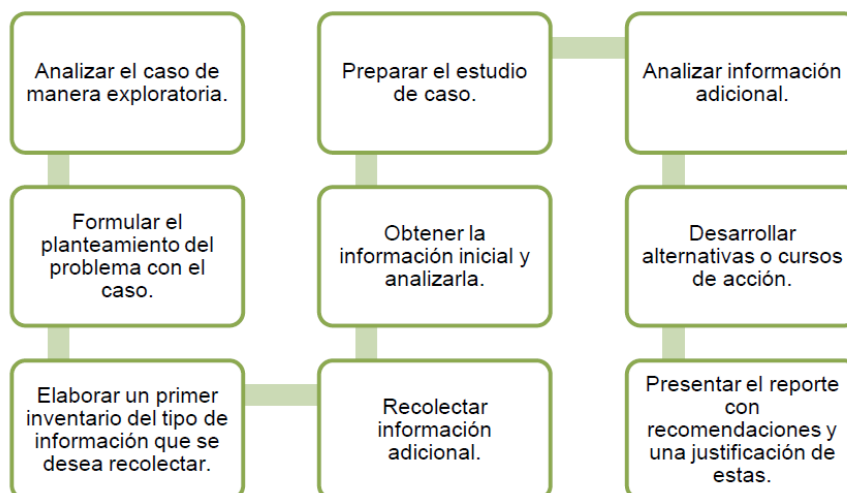 Analizar el caso de
manera exploratoria.
Formular el
planteamiento del
problema con el
caso.
Elaborar un primer
inventario del tipo de
información que se
desea recolectar.
Recolectar
información
adicional.
Obtener la
información inicial y
analizarla.
Preparar el estudio
de caso.
Analizar información
adicional.
Desarrollar
alternativas o cursos
de acción.
Presentar el reporte
con
recomendaciones y
una justificación de
estas.